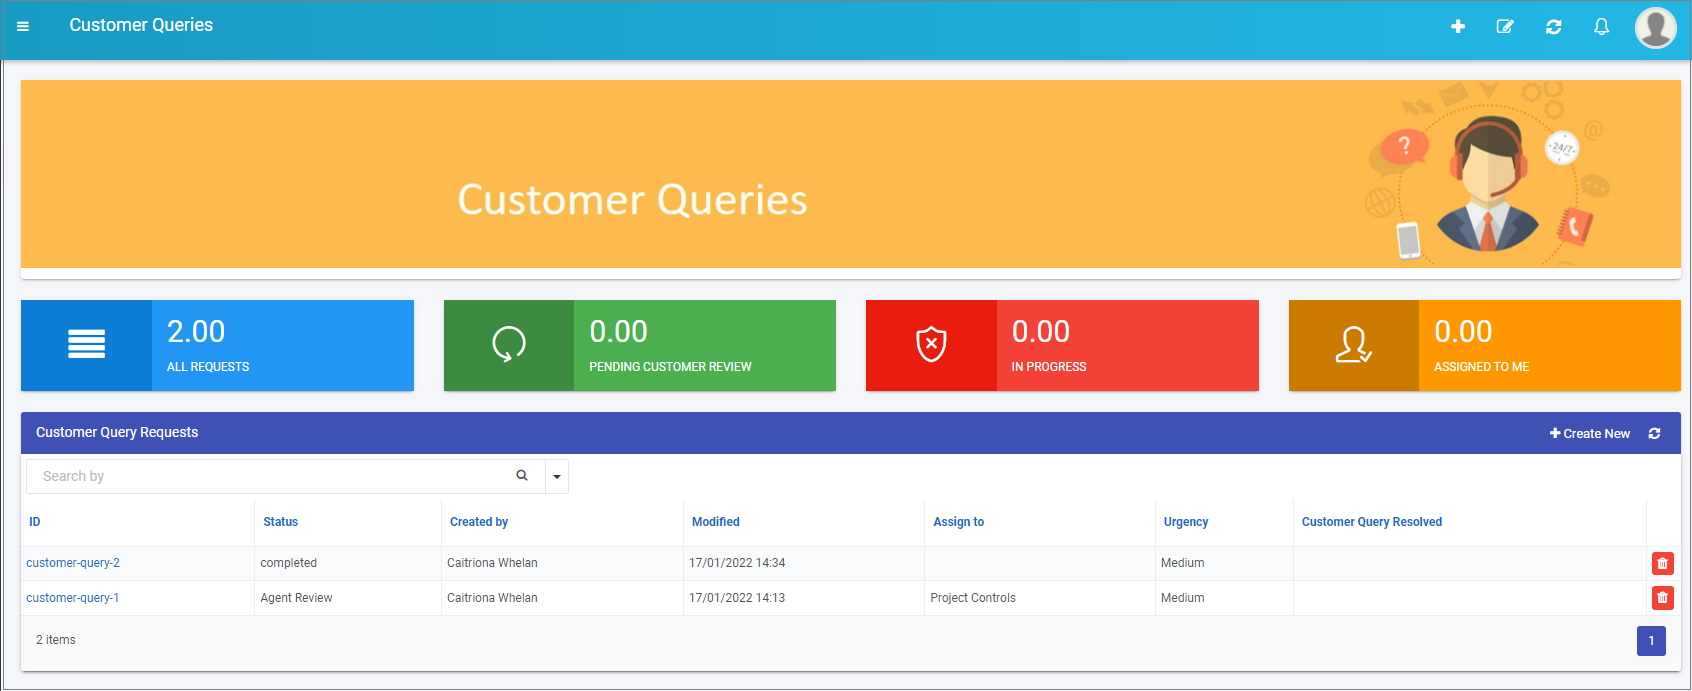 Customer Queries
Customer Queries
?
24/7
@
2.00
ALL REQUESTS
0.00
PENDING CUSTOMER REVIEW
0.00
IN PROGRESS
0.00
ASSIGNED TO ME
Customer Query Requests
Create New
Search by
ID Status Created by Modified Assign to Urgency Customer Query Resolved
customer-query-2 completed Caitriona Whelan 17/01/2022 14:34 Medium
customer-query-1 Agent Review Caitriona Whelan 17/01/2022 14:13 Project Controls Medium
2 items
1